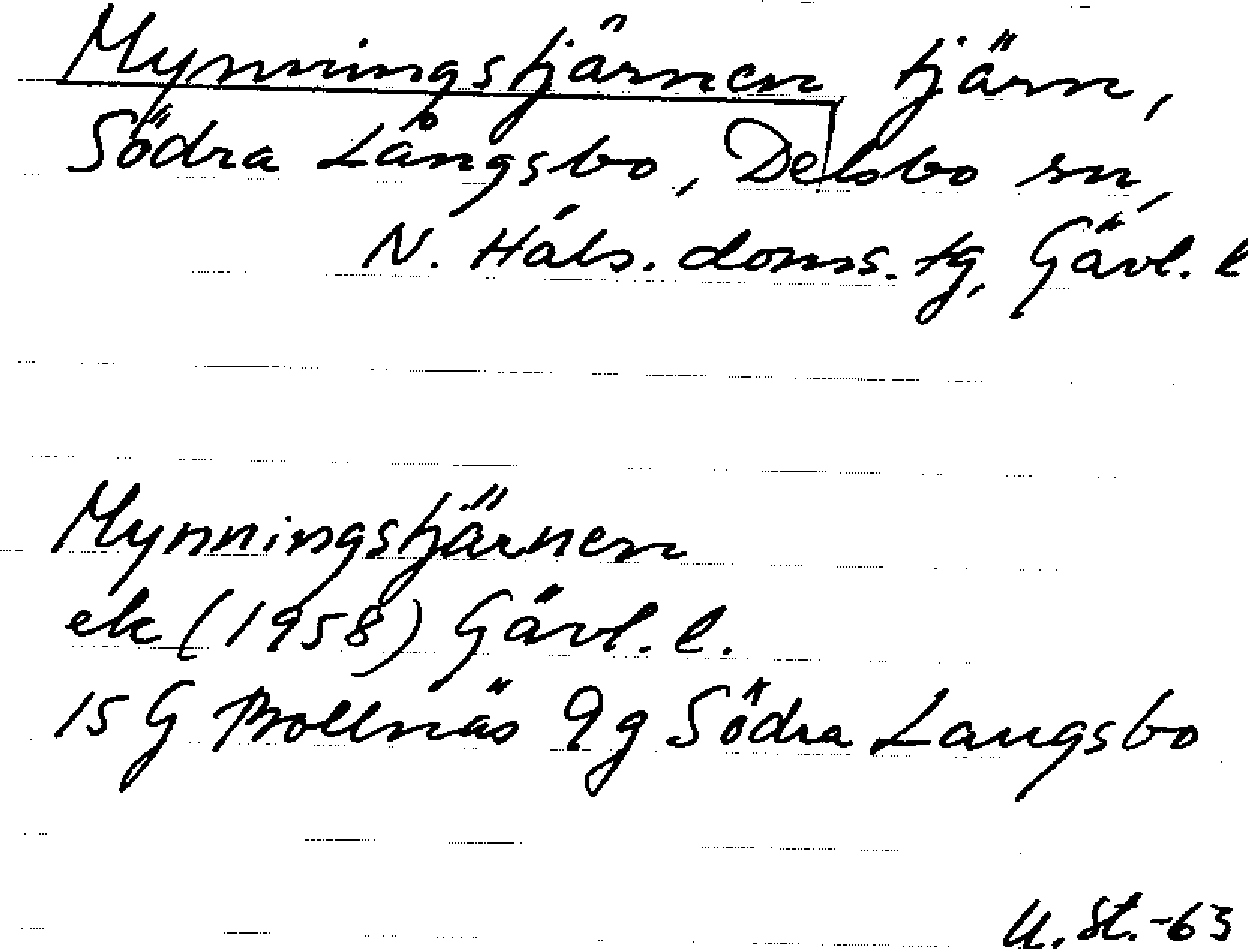 Mynningstjärnen tjärn,
Södra Långsbo, Delsbo sn,
N. Häls. doms. tg, Gävl. l
Mynningstjärnen
ek (1958) Gävl. l.
15 G Bollnäs 9g Södra Langsbo
U. St. -63